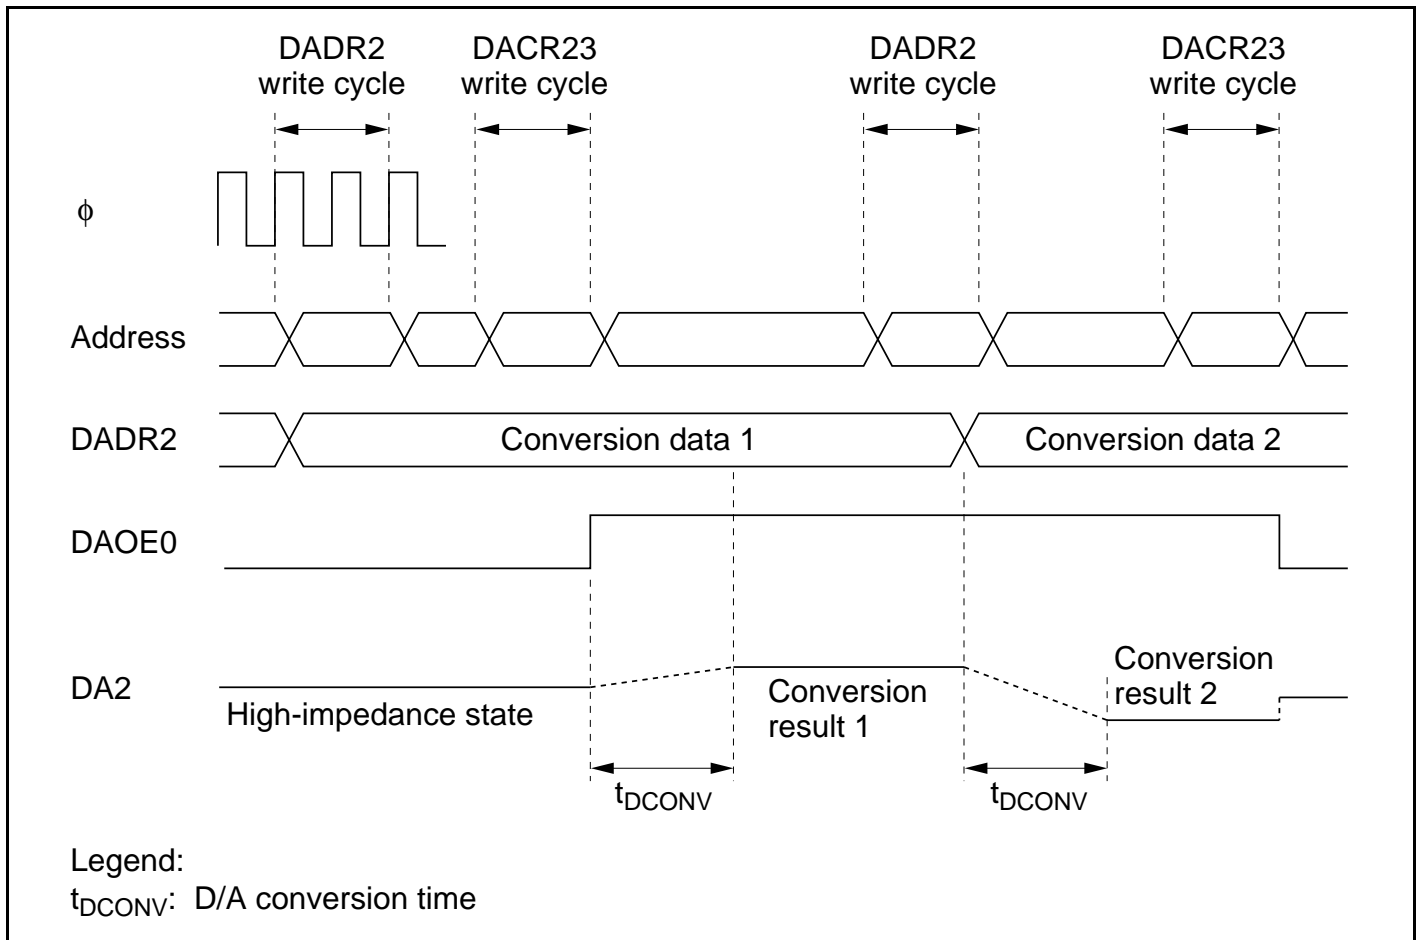 DADR2
write cycle
DACR23
write cycle
DADR2
write cycle
DACR23
write cycle
ϕ
Address
DADR2
Conversion data 1
Conversion data 2
DAOE0
DA2
High-impedance state
Conversion
result 1
Conversion
result 2
tDCONV
tDCONV
Legend:
tDCONV: D/A conversion time